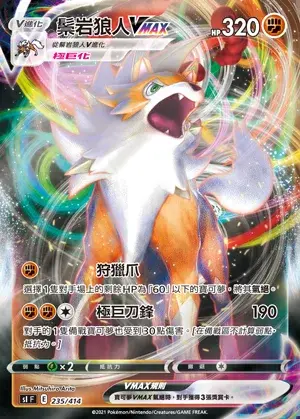 V進化 鬃岩狼人VMAX HP320
從鬃岩狼人V進化
極巨化
狩獵爪
選擇1隻對手場上的剩餘HP為「60」以下的寶可夢，將其氣絕。
極巨刃鋒 190
對手的1隻備戰寶可夢也受到30點傷害。[在備戰區不計算弱點・
抵抗力。]
弱點 ×2 抵抗力 撤退
VMAX規則
寶可夢VMAX氣絕時，對手獲得3張獎賞卡。
Illus.
sI F E 235/414
©2021 Pokémon/Nintendo/Creatures/GAME FREAK.